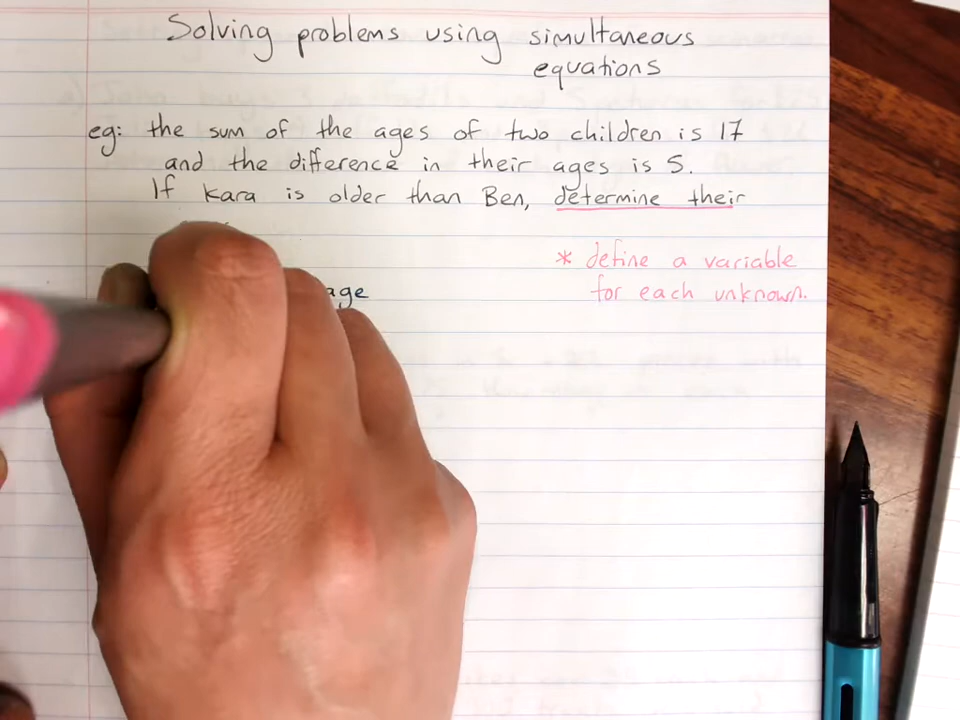 Solving problems using simultaneous
equations
eg: the sum of the ages of two children is 17
and the difference in their ages is 5.
If Kara is older than Ben, determine their
* define a variable
for each unknown.
age